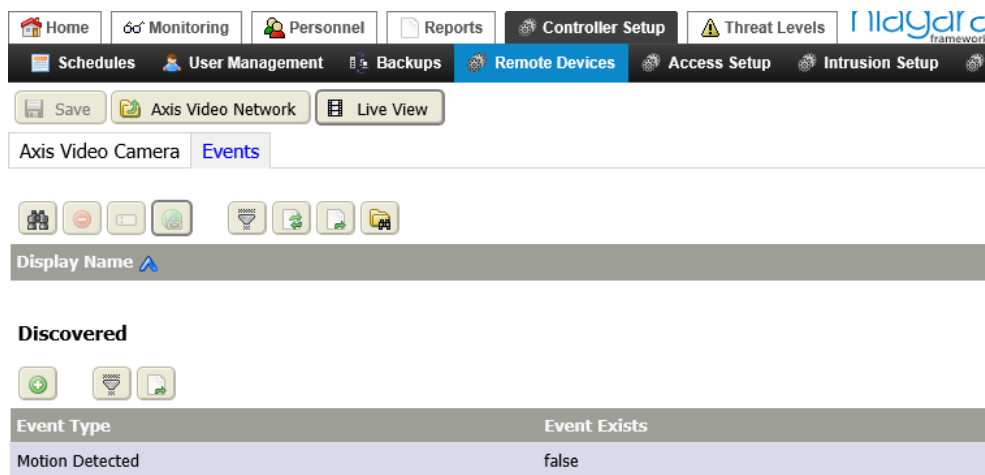 Home Monitoring Personnel Reports Controller Setup Threat Levels niagara
framework
Schedules User Management Backups Remote Devices Access Setup Intrusion Setup
Save Axis Video Network Live View
Axis Video Camera Events
Display Name
Discovered
Event Type Event Exists
Motion Detected false